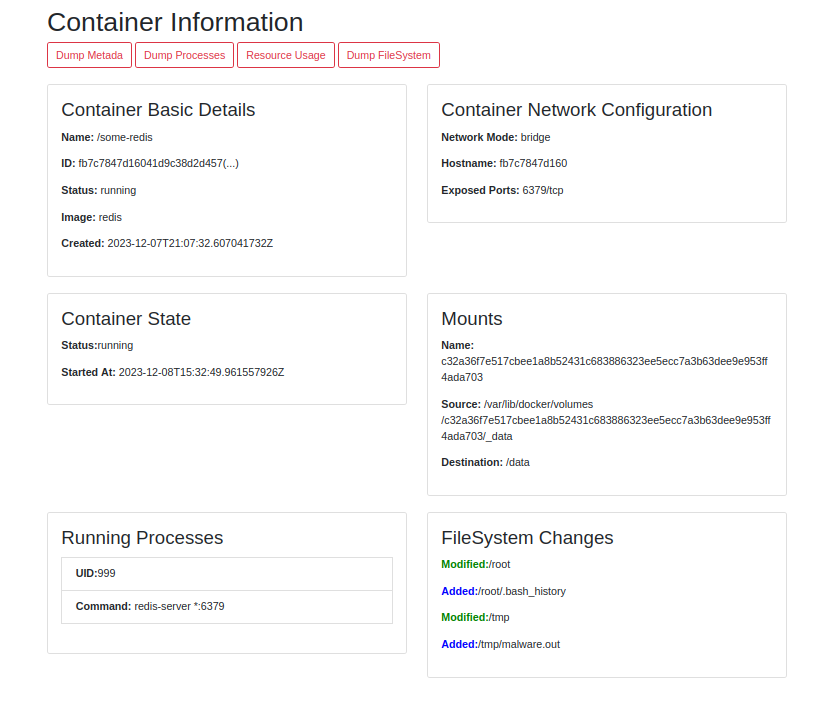 Container Information
Dump Metada
Dump Processes
Resource Usage
Dump FileSystem
Container Basic Details
Name: /some-redis
ID: fb7c7847d16041d9c38d2d457(...)
Status: running
Image: redis
Created: 2023-12-07T21:07:32.607041732Z
Container Network Configuration
Network Mode: bridge
Hostname: fb7c7847d160
Exposed Ports: 6379/tcp
Container State
Status:running
Started At: 2023-12-08T15:32:49.961557926Z
Mounts
Name:
c32a36f7e517cbee1a8b52431c683886323ee5ecc7a3b63dee9e953ff
4ada703
Source: /var/lib/docker/volumes
/c32a36f7e517cbee1a8b52431c683886323ee5ecc7a3b63dee9e953ff
4ada703/_data
Destination: /data
Running Processes
UID:999
Command: redis-server *:6379
FileSystem Changes
Modified:/root
Added:/root/.bash_history
Modified:/tmp
Added:/tmp/malware.out